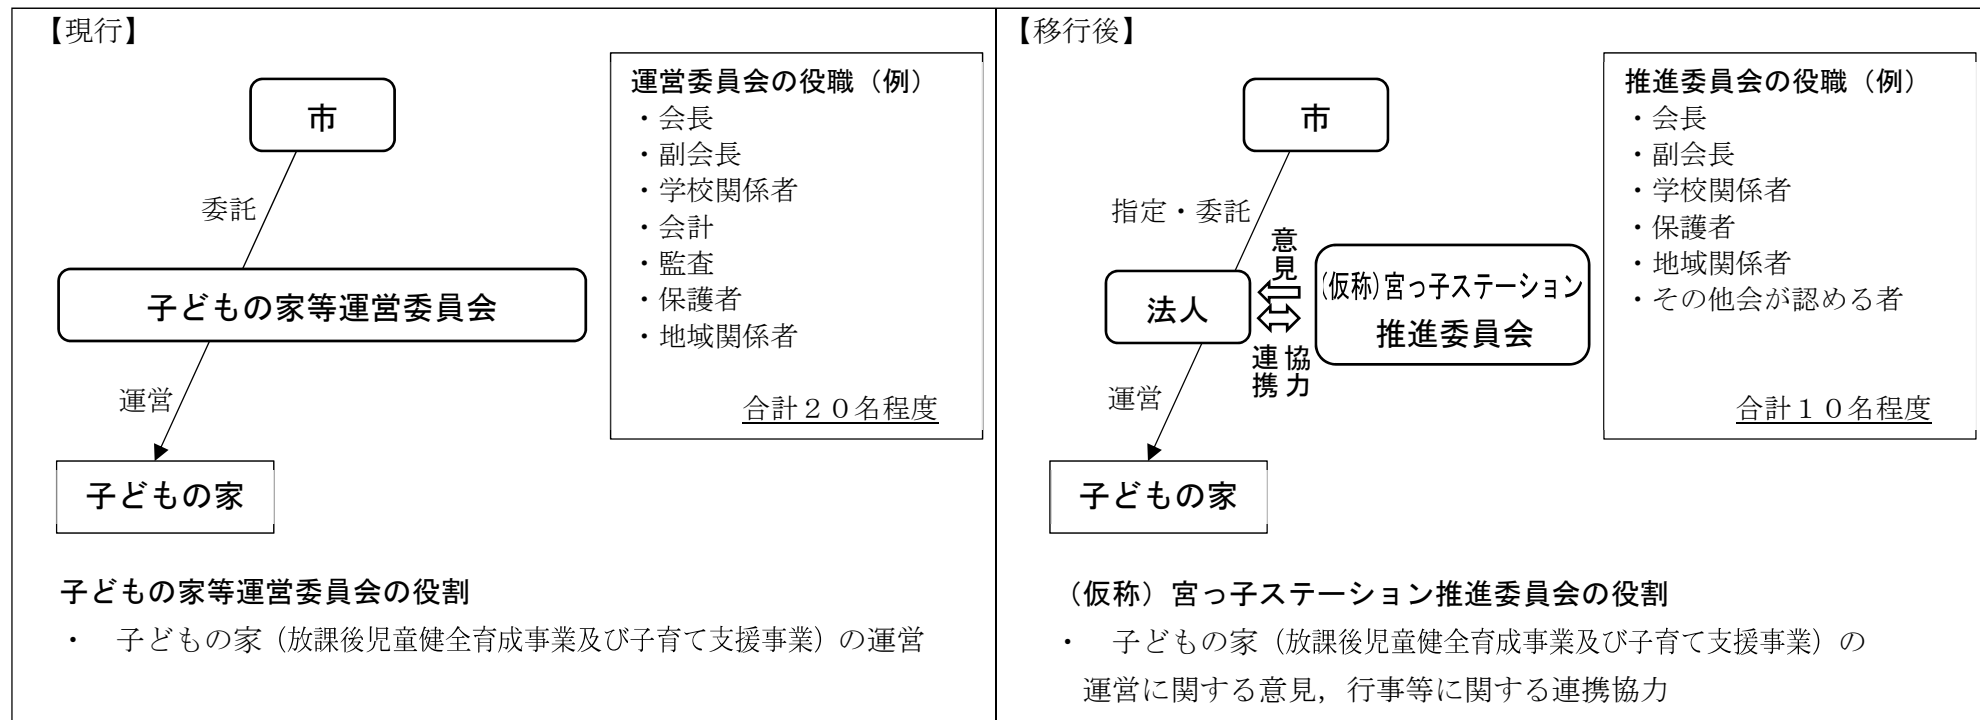 【現行】
市
委託
子どもの家等運営委員会
運営
子どもの家
運営委員会の役職（例）
・会長
・副会長
・学校関係者
・会計
・監査
・保護者
・地域関係者
合計２０名程度
子どもの家等運営委員会の役割
・　子どもの家（放課後児童健全育成事業及び子育て支援事業）の運営
【移行後】
市
指定・委託
法人
意見
連携
協力
（仮称）宮っ子ステーション
推進委員会
運営
子どもの家
推進委員会の役職（例）
・会長
・副会長
・学校関係者
・保護者
・地域関係者
・その他会が認める者
合計１０名程度
（仮称）宮っ子ステーション推進委員会の役割
・　子どもの家（放課後児童健全育成事業及び子育て支援事業）の
運営に関する意見，行事等に関する連携協力